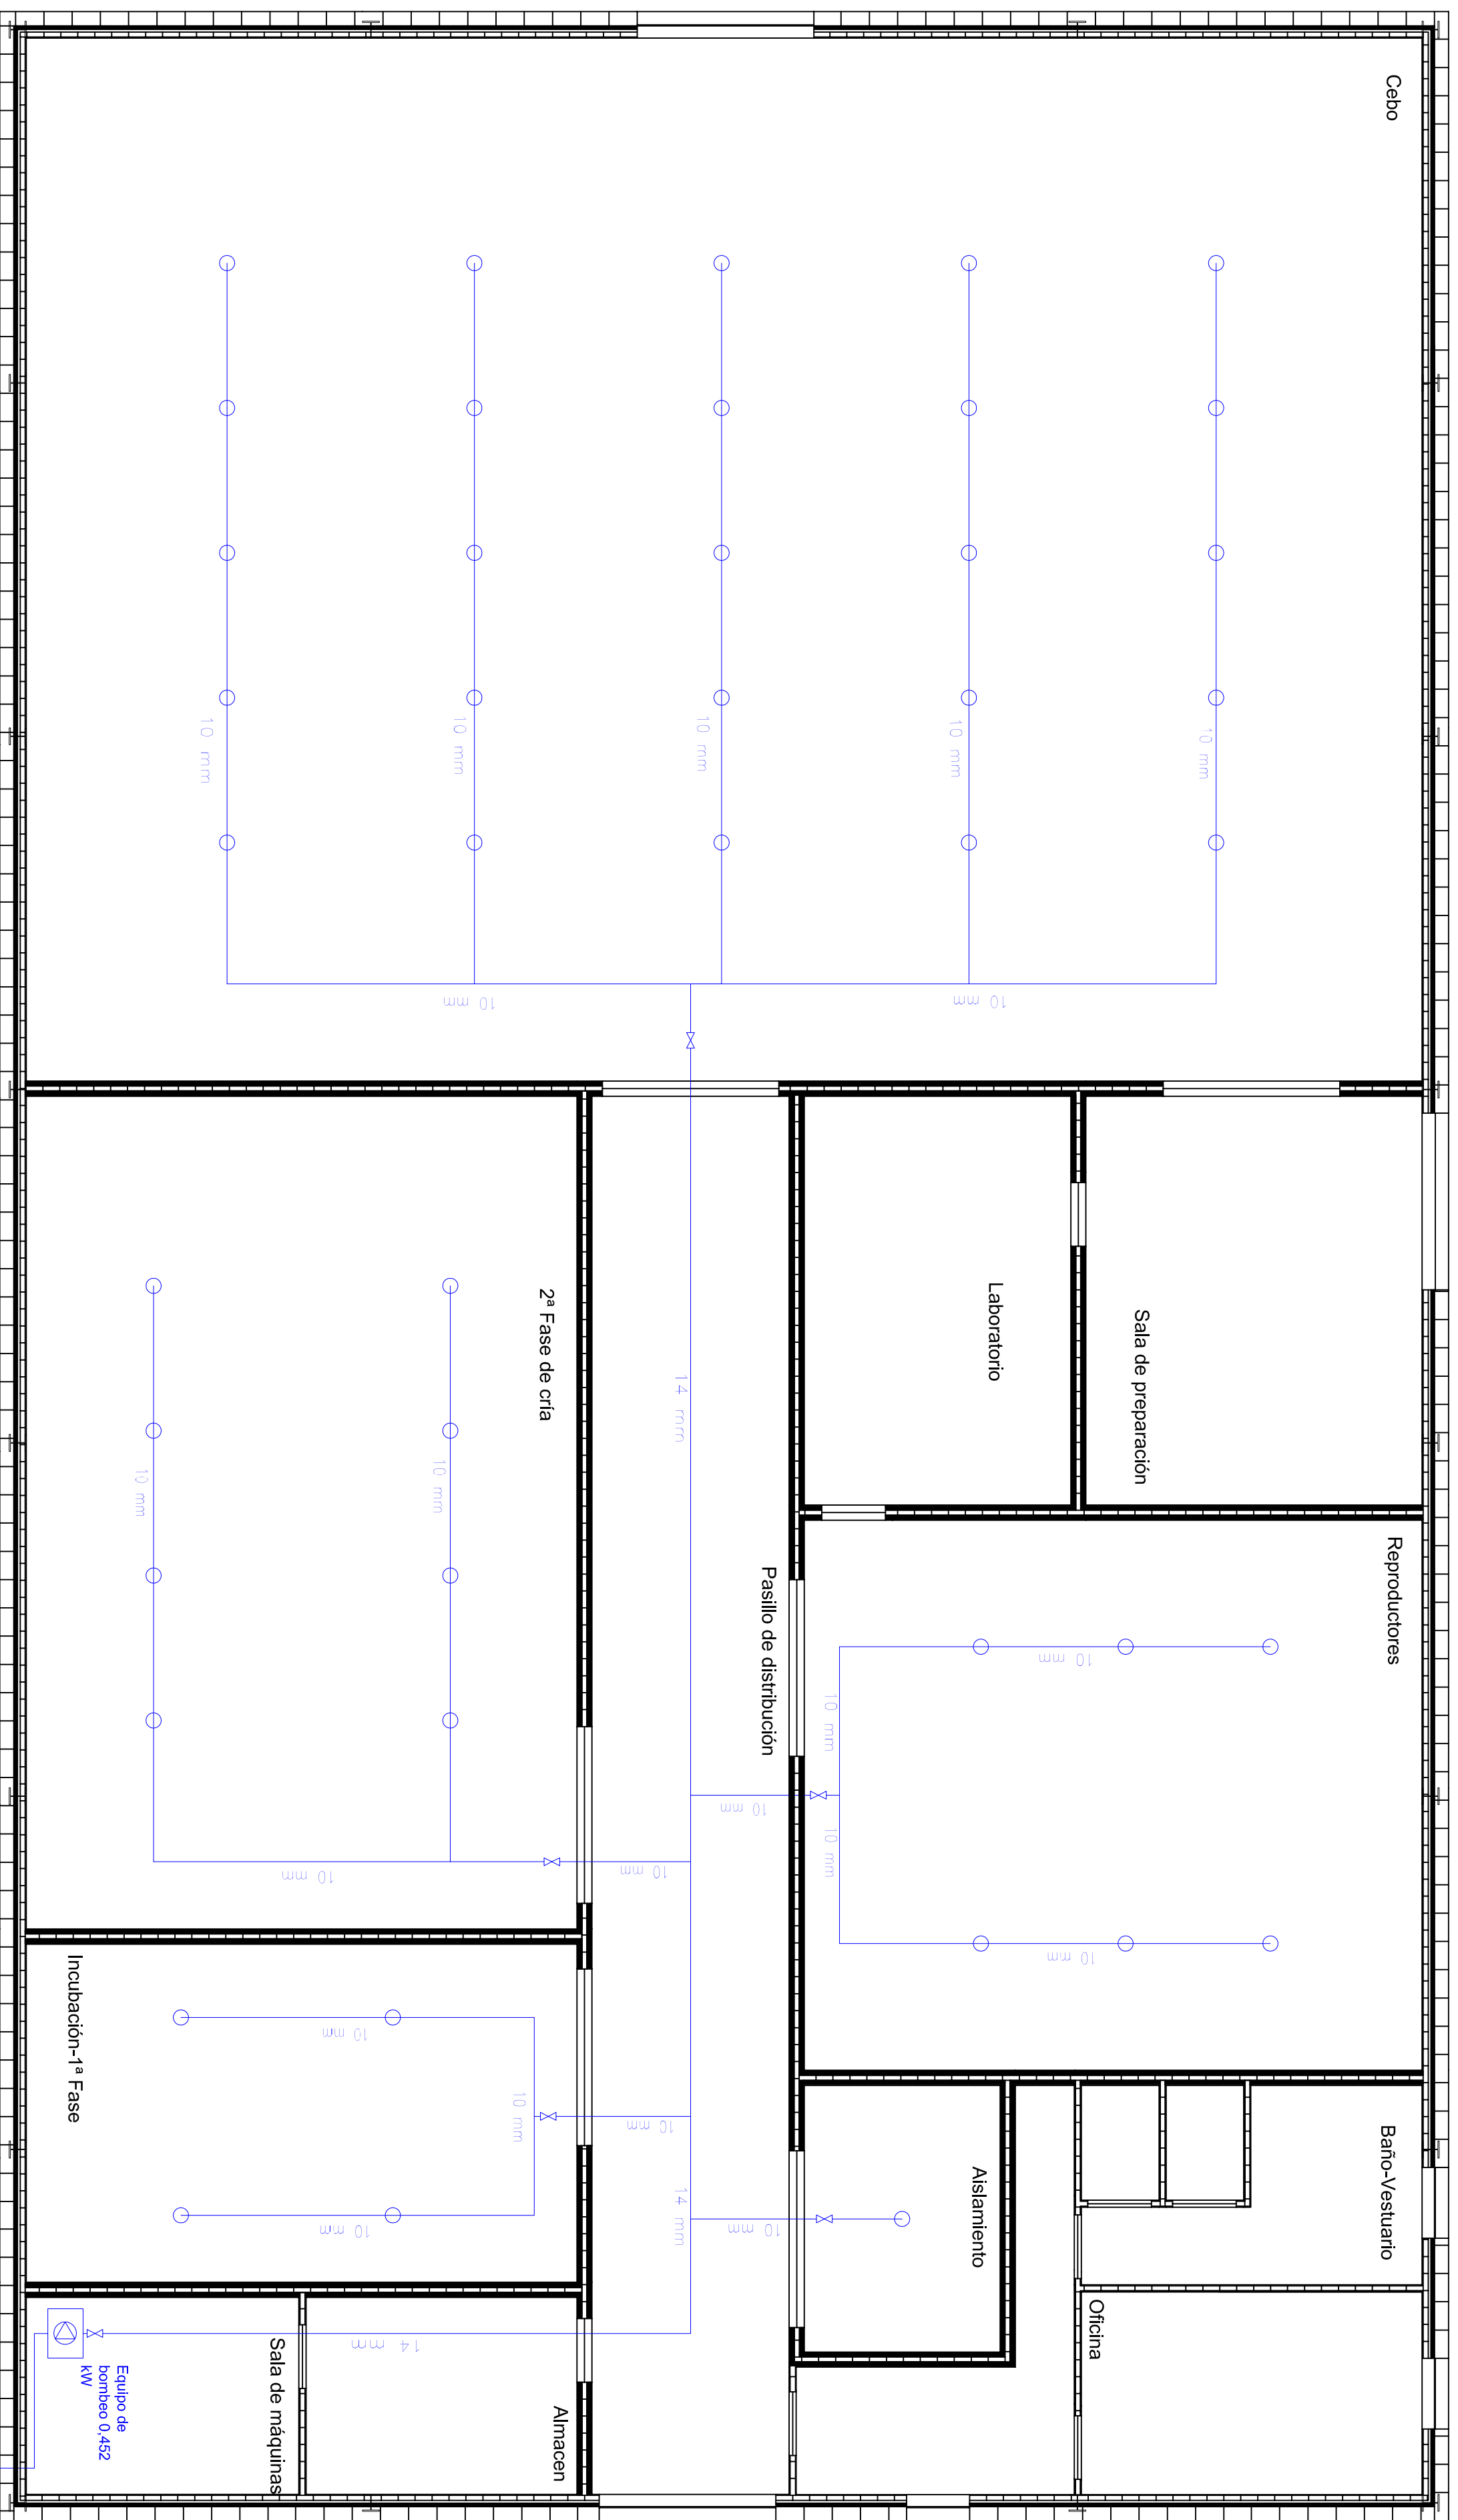 Cebo
10 mm
10 mm
10 mm
10 mm
10 mm
10 mm
10 mm
Laboratorio
Sala de preparación
2ª Fase de cría
14 mm
10 mm
10 mm
Reproductores
Pasillo de distribución
10 mm
10 mm
10 mm
10 mm
10 mm
10 mm
10 mm
10 mm
Incubación-1ª Fase
10 mm
10 mm
10 mm
10 mm
14 mm
10 mm
Aislamiento
Baño-Vestuario
Oficina
14 mm
Sala de máquinas
Almacen
Equipo de
bombeo 0,452
kW